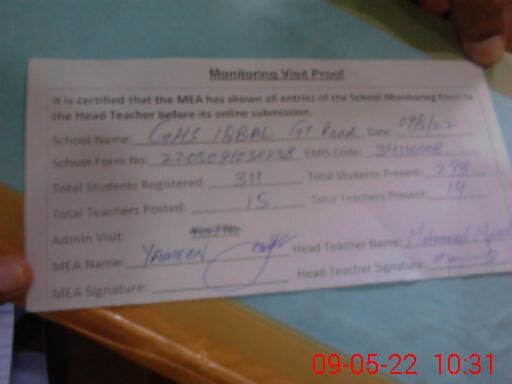 Monitoring Visit Proof
It is certified that the MEA has shown all entries of the School Monitoring Form to
the Head Teacher before its online submission.
School Name: GHS IQBAL GT Road Date: 09/5/22
School Form No: 2205091030238 EMIS Code:
Total Students Registered: 311 Total Students Present: 293
Total Teachers Posted: 15 Total Teachers Present: 14
Admin Visit:
MEA Name: YAMEEN Head Teacher Name:
MEA Signature: Head Teacher Signature:
09-05-22 10:31